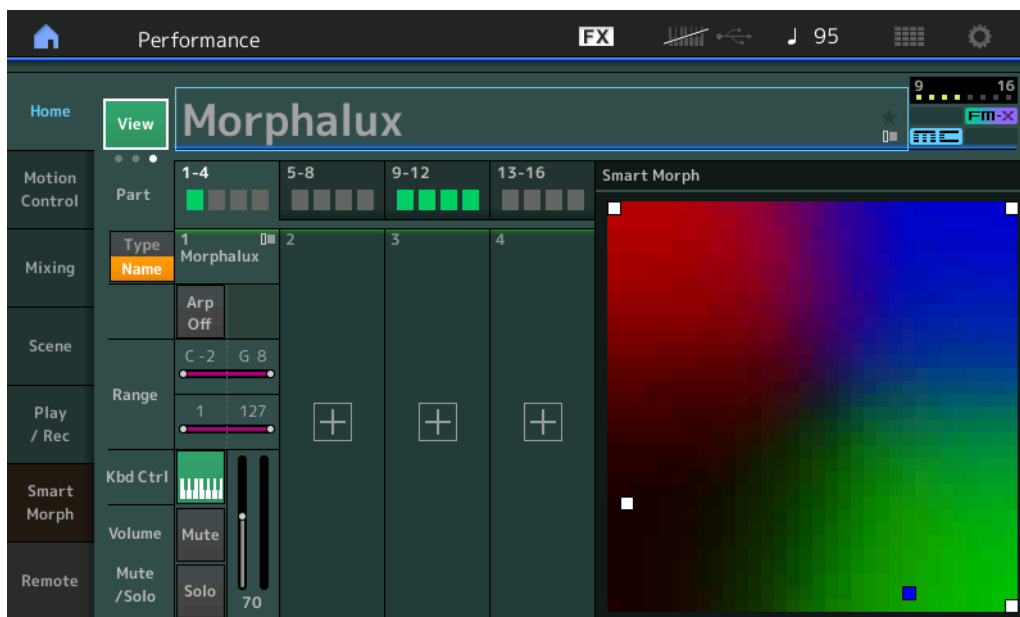 Performance
FX
95
Home
View
Morphalux
9 16
FM-X
MC
Motion
Control
Part
1-4
5-8
9-12
13-16
Smart Morph
Type
Name
1
Morphalux
2
3
4
Mixing
Arp
Off
Scene
C -2 G 8
Range
1 127
Play
/ Rec
Kbd Ctrl
Smart
Morph
Volume
Mute
Mute
/Solo
Solo
70
Remote